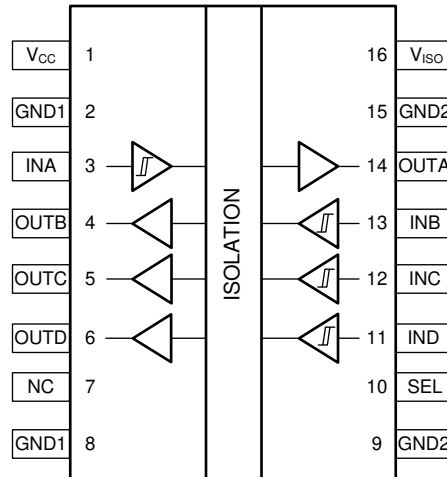 VCC 1 16 VISO
GND1 2 15 GND2
INA 3 14 OUTA
OUTB 4 13 INB
OUTC 5 12 INC
OUTD 6 11 IND
NC 7 10 SEL
GND1 8 9 GND2
ISOLATION